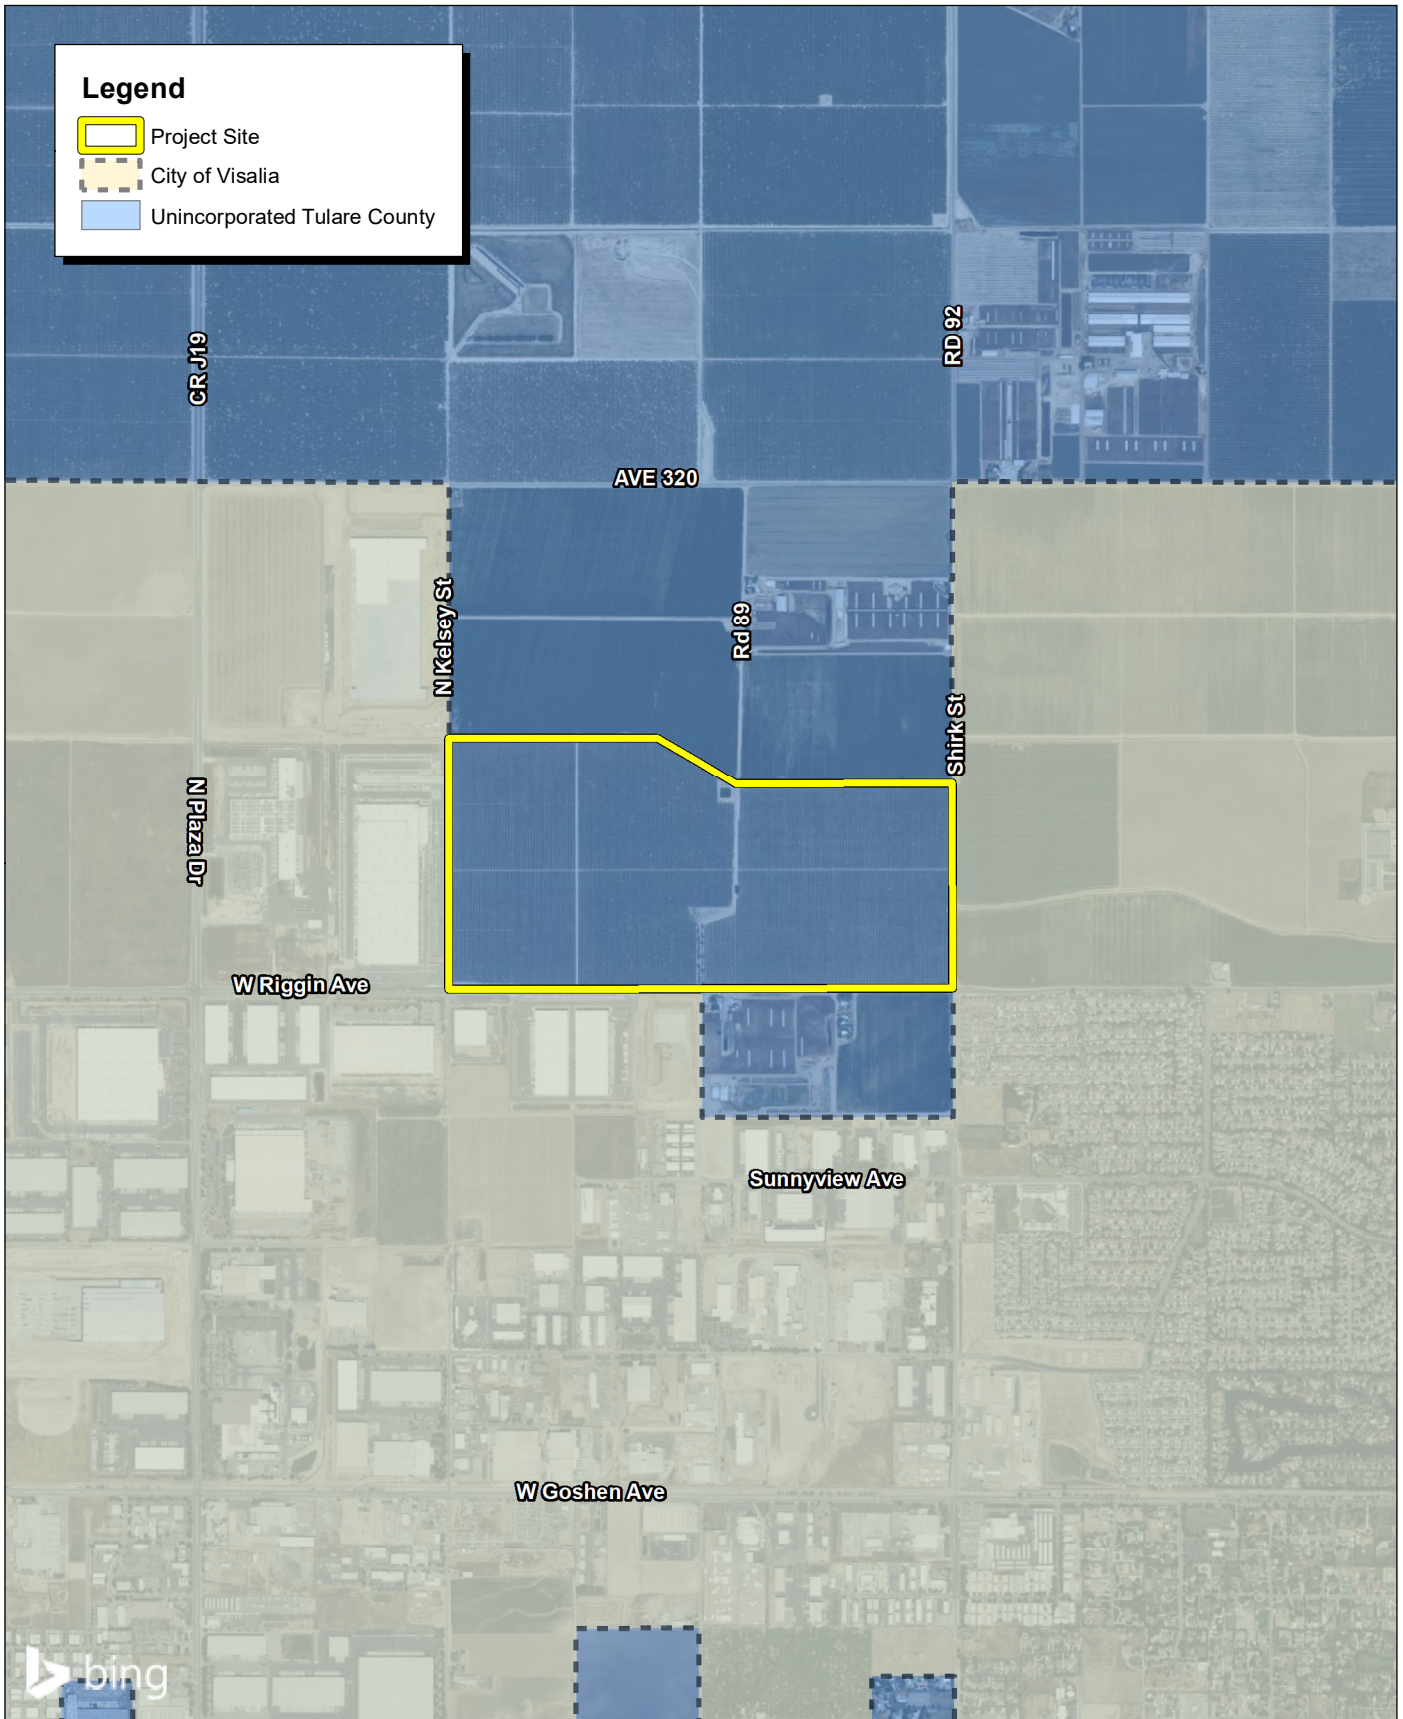 Legend
Project Site
City of Visalia
Unincorporated Tulare County
RD 92
CR J19
AVE 320
N Kelsey St
Rd 89
Shirk St
N Plaza Dr
W Riggin Ave
Sunnyview Ave
W Goshen Ave
bing